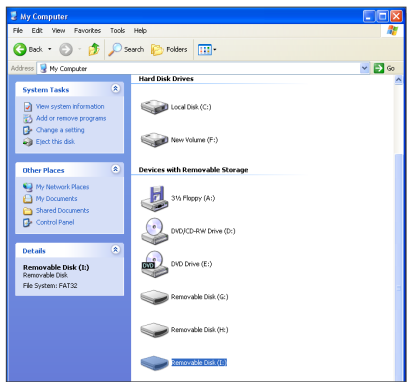 My Computer
File Edit View Favorites Tools Help
Back Search Folders
Address My Computer Go
System Tasks
View system information
Add or remove programs
Change a setting
Eject this disk
Other Places
My Network Places
My Documents
Shared Documents
Control Panel
Details
Removable Disk (I:)
Removable Disk
File System: FAT32
Hard Disk Drives
Local Disk (C:)
New Volume (F:)
Devices with Removable Storage
3½ Floppy (A:)
DVD/CD-RW Drive (D:)
DVD
DVD Drive (E:)
Removable Disk (G:)
Removable Disk (H:)
Removable Disk (I:)